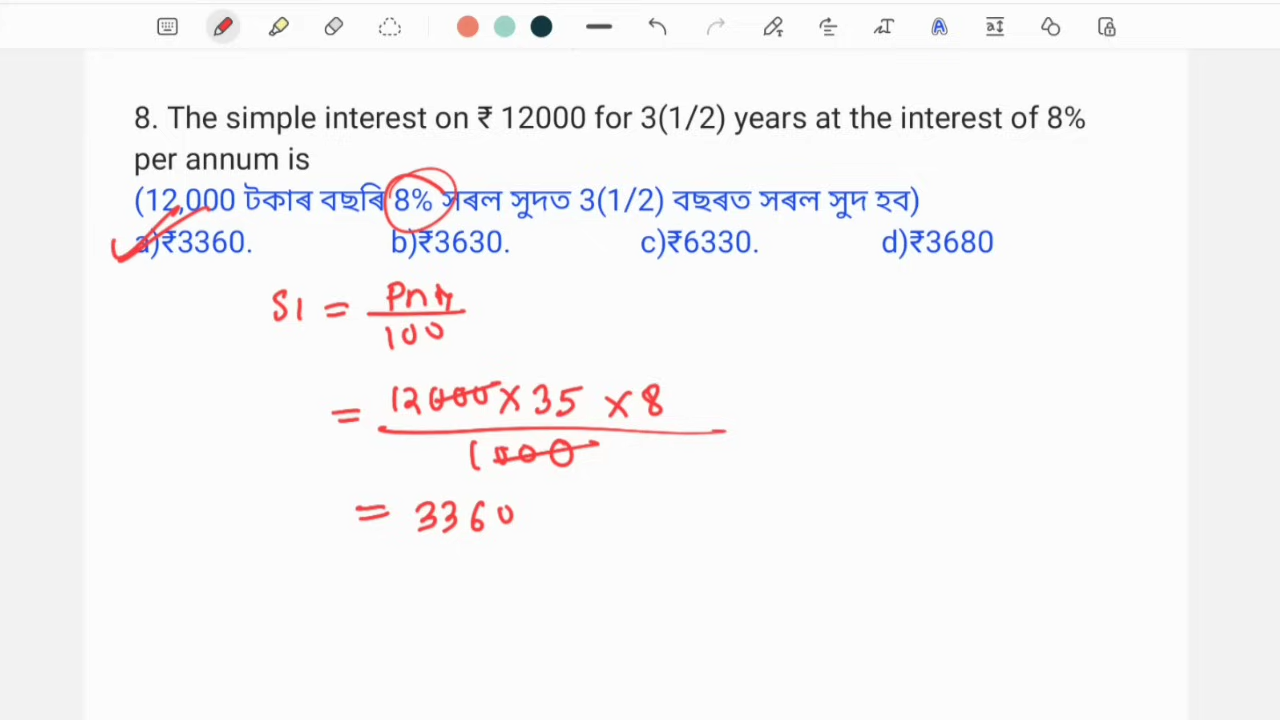 8. The simple interest on ₹ 12000 for 3(1/2) years at the interest of 8%
per annum is
(12,000 টকাৰ বছৰি 8% সৰল সুদত 3(1/2) বছৰত সৰল সুদ হব)
a)₹3360. b)₹3630. c)₹6330. d)₹3680
SI = Pnr
100
= 12000 X 35 X 8
1000
= 3360